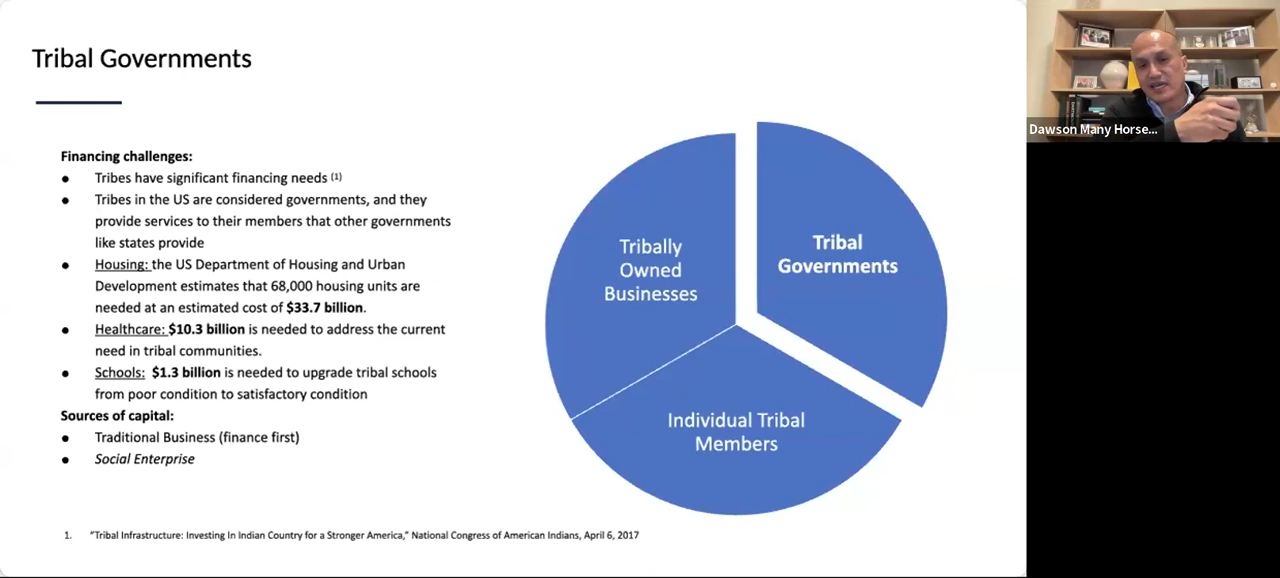 Tribal Governments
Financing challenges:
● Tribes have significant financing needs (1)
● Tribes in the US are considered governments, and they
provide services to their members that other governments
like states provide
● Housing: the US Department of Housing and Urban
Development estimates that 68,000 housing units are
needed at an estimated cost of $33.7 billion.
● Healthcare: $10.3 billion is needed to address the current
need in tribal communities.
● Schools: $1.3 billion is needed to upgrade tribal schools
from poor condition to satisfactory condition
Sources of capital:
● Traditional Business (finance first)
● Social Enterprise
Tribally
Owned
Businesses
Tribal
Governments
Individual Tribal
Members
1. "Tribal Infrastructure: Investing In Indian Country for a Stronger America," National Congress of American Indians, April 6, 2017
Dawson Many Horse...